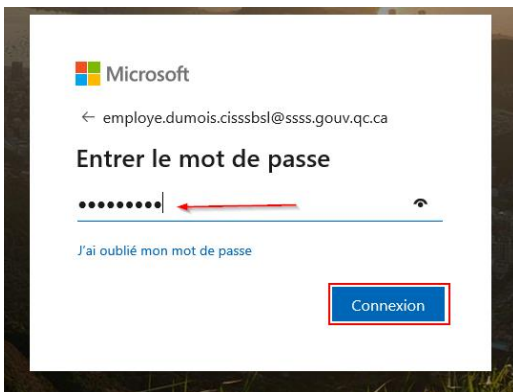 Microsoft
← employe.dumois.cisssbsl@ssss.gouv.qc.ca
Entrer le mot de passe
•••••••••
J'ai oublié mon mot de passe
Connexion